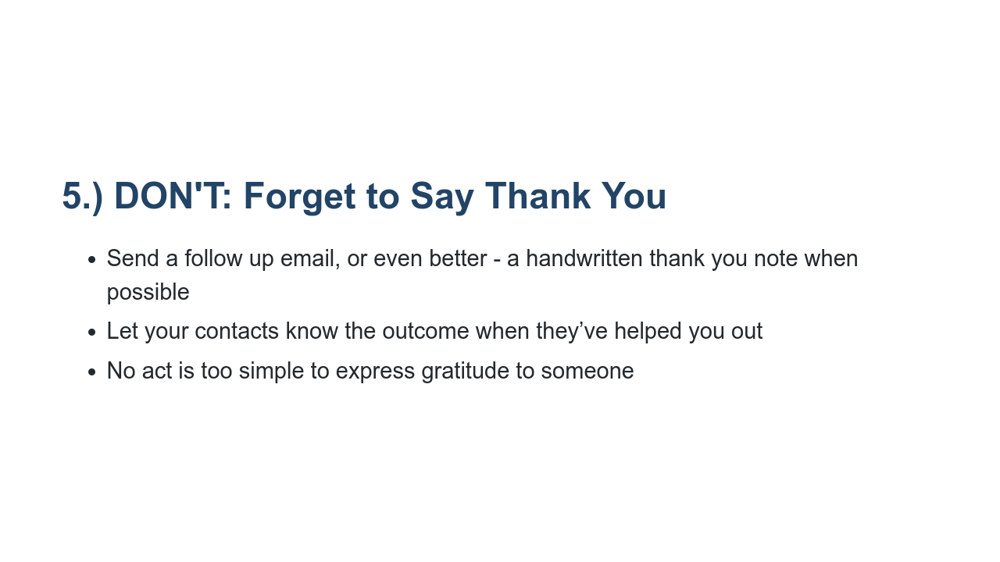 5.) DON'T: Forget to Say Thank You
• Send a follow up email, or even better - a handwritten thank you note when
possible
• Let your contacts know the outcome when they’ve helped you out
• No act is too simple to express gratitude to someone